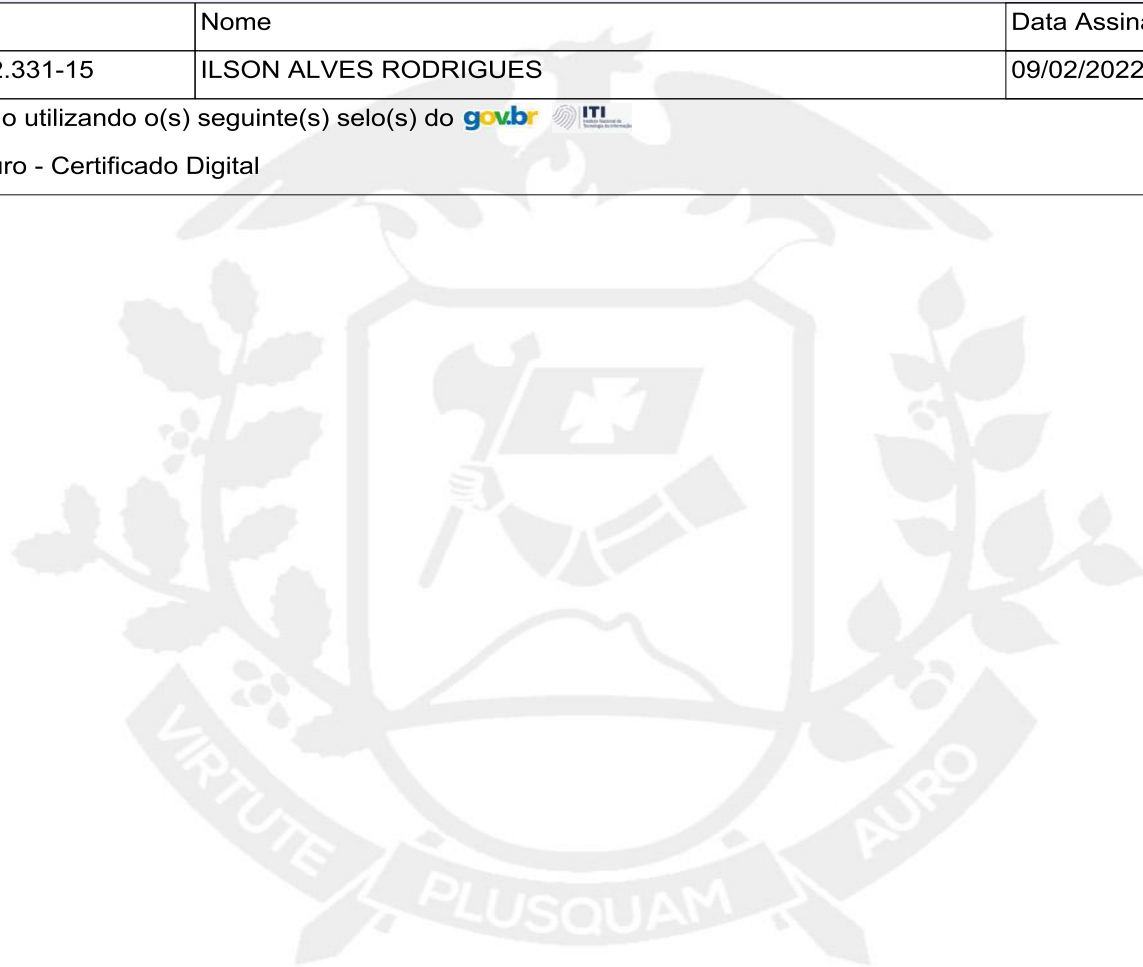 Nome Data Assina
2.331-15 ILSON ALVES RODRIGUES 09/02/2022
o utilizando o(s) seguinte(s) selo(s) do gov.br ITI
uro - Certificado Digital
VIRTUTE PLUSQUAM AURO